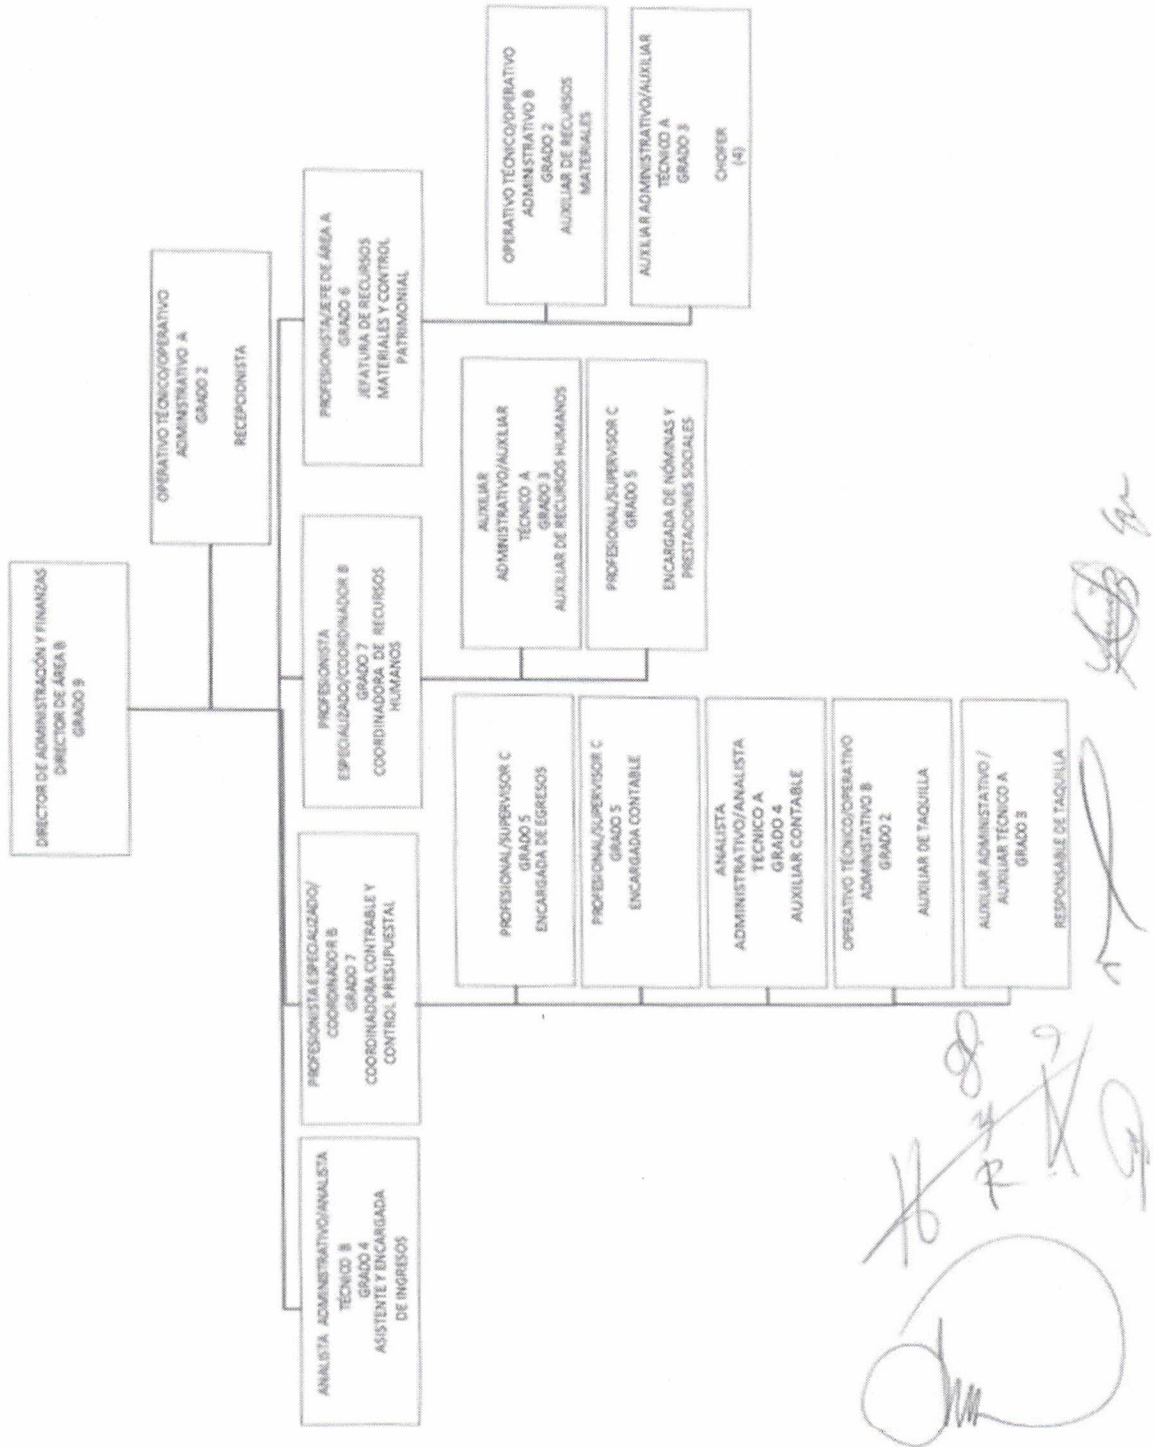 DIRECTOR DE ADMINISTRACIÓN Y FINANZAS
DIRECTOR DE ÁREA B
GRADO 9
OPERATIVO TÉCNICO/OPERATIVO
ADMINISTRATIVO A
GRADO 2
RECEPCIONISTA
ANALISTA ADMINISTRATIVO/ANALISTA
TÉCNICO B
GRADO 4
ASISTENTE Y ENCARGADA
DE INGRESOS
PROFESIONISTA ESPECIALIZADO/
COORDINADOR B
GRADO 7
COORDINADORA CONTRABLE Y
CONTROL PRESUPUESTAL
PROFESIONISTA
ESPECIALIZADO/COORDINADOR B
GRADO 7
COORDINADORA DE RECURSOS
HUMANOS
PROFESIONISTA/JEFE DE ÁREA A
GRADO 6
JEFATURA DE RECURSOS
MATERIALES Y CONTROL
PATRIMONIAL
PROFESIONAL/SUPERVISOR C
GRADO 5
ENCARGADA DE EGRESOS
PROFESIONAL/SUPERVISOR C
GRADO 5
ENCARGADA CONTABLE
ANALISTA
ADMINISTRATIVO/ANALISTA
TECNICO A
GRADO 4
AUXILIAR CONTABLE
OPERATIVO TÉCNICO/OPERATIVO
ADMINISTATIVO B
GRADO 2
AUXILIAR DE TAQUILLA
AUXILIAR ADMINISTATIVO /
AUXILIAR TÉCNICO A
GRADO 3
RESPONSABLE DE TAQUILLA
AUXILIAR
ADMINISTRATIVO/AUXILIAR
TÉCNICO A
GRADO 3
AUXILIAR DE RECURSOS HUMANOS
PROFESIONAL/SUPERVISOR C
GRADO 5
ENCARGADA DE NÓMINAS Y
PRESTACIONES SOCIALES
OPERATIVO TÉCNICO/OPERATIVO
ADMINISTRATIVO B
GRADO 2
AUXILIAR DE RECURSOS
MATERIALES
AUXILIAR ADMINISTRATIVO/AUXILIAR
TÉCNICO A
GRADO 3
CHOFER
(4)